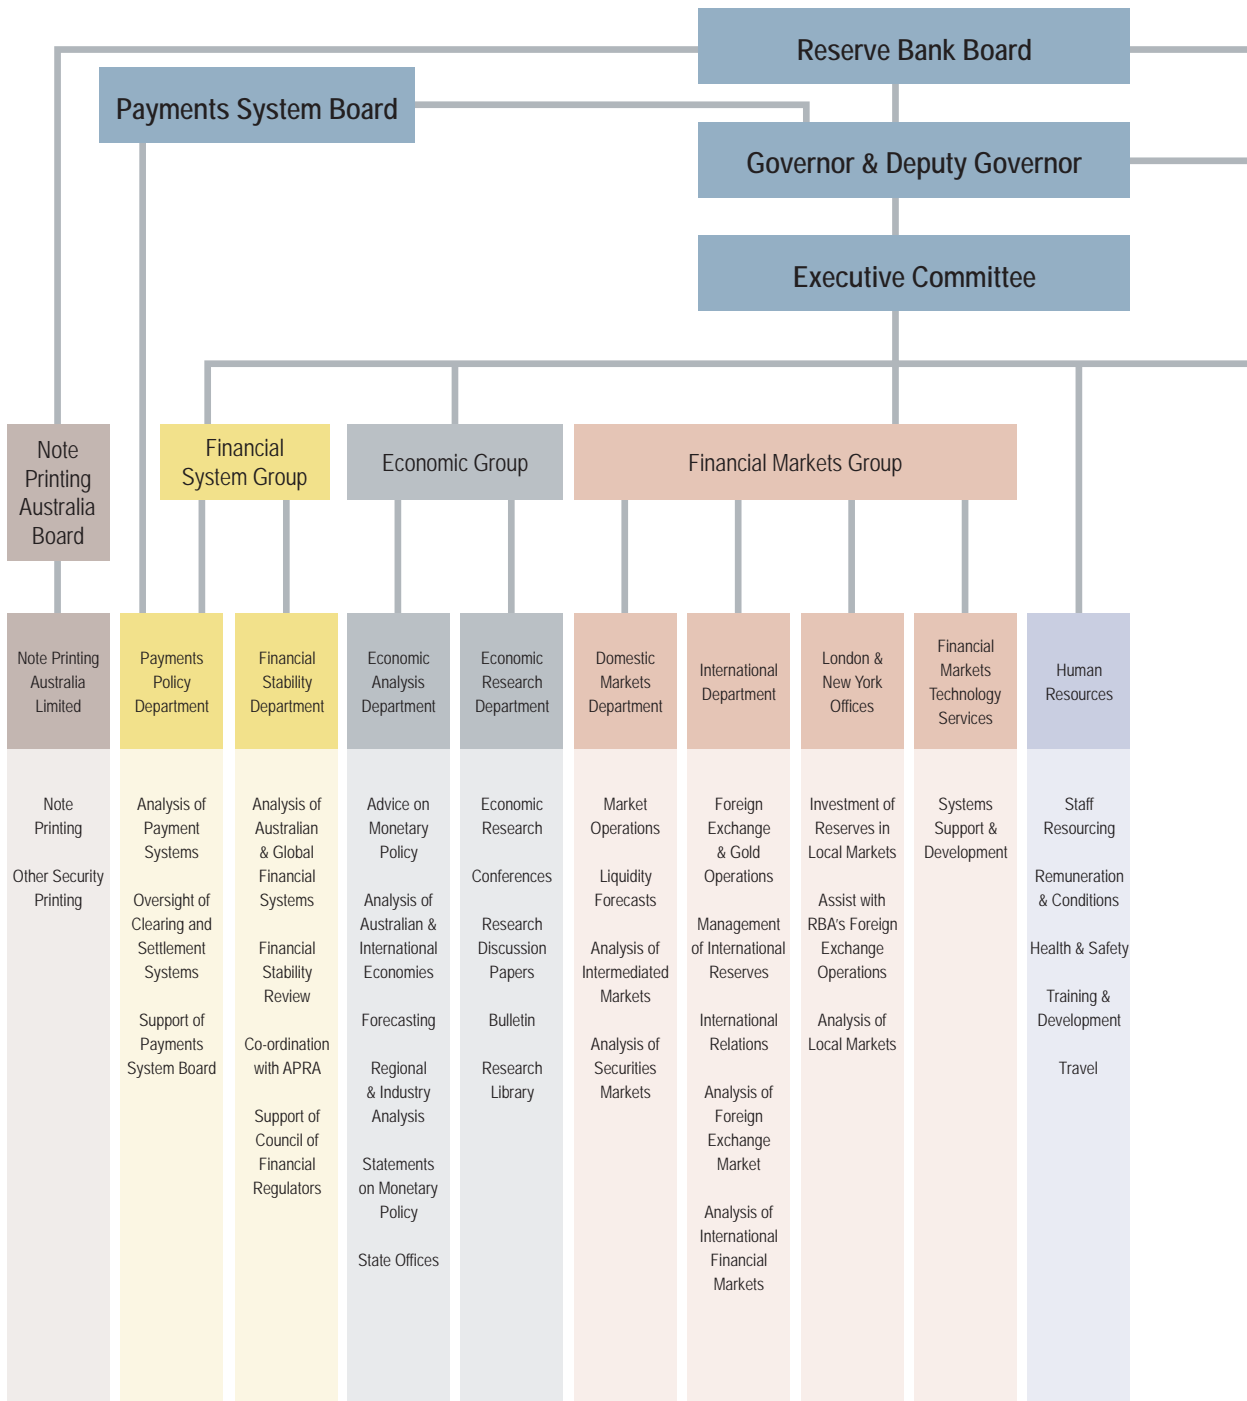 Reserve Bank Board
Payments System Board
Governor & Deputy Governor
Executive Committee
Note
Printing
Australia
Board
Financial
System Group
Economic Group
Financial Markets Group
Note Printing
Australia
Limited
Payments
Policy
Department
Financial
Stability
Department
Economic
Analysis
Department
Economic
Research
Department
Domestic
Markets
Department
International
Department
London &
New York
Offices
Financial
Markets
Technology
Services
Human
Resources
Note
Printing
Other Security
Printing
Analysis of
Payment
Systems
Oversight of
Clearing and
Settlement
Systems
Support of
Payments
System Board
Analysis of
Australian
& Global
Financial
Systems
Financial
Stability
Review
Co-ordination
with APRA
Support of
Council of
Financial
Regulators
Advice on
Monetary
Policy
Analysis of
Australian &
International
Economies
Forecasting
Regional
& Industry
Analysis
Statements
on Monetary
Policy
State Offices
Economic
Research
Conferences
Research
Discussion
Papers
Bulletin
Research
Library
Market
Operations
Liquidity
Forecasts
Analysis of
Intermediated
Markets
Analysis of
Securities
Markets
Foreign
Exchange
& Gold
Operations
Management
of International
Reserves
International
Relations
Analysis of
Foreign
Exchange
Market
Analysis of
International
Financial
Markets
Investment of
Reserves in
Local Markets
Assist with
RBA's Foreign
Exchange
Operations
Analysis of
Local Markets
Systems
Support &
Development
Staff
Resourcing
Remuneration
& Conditions
Health & Safety
Training &
Development
Travel